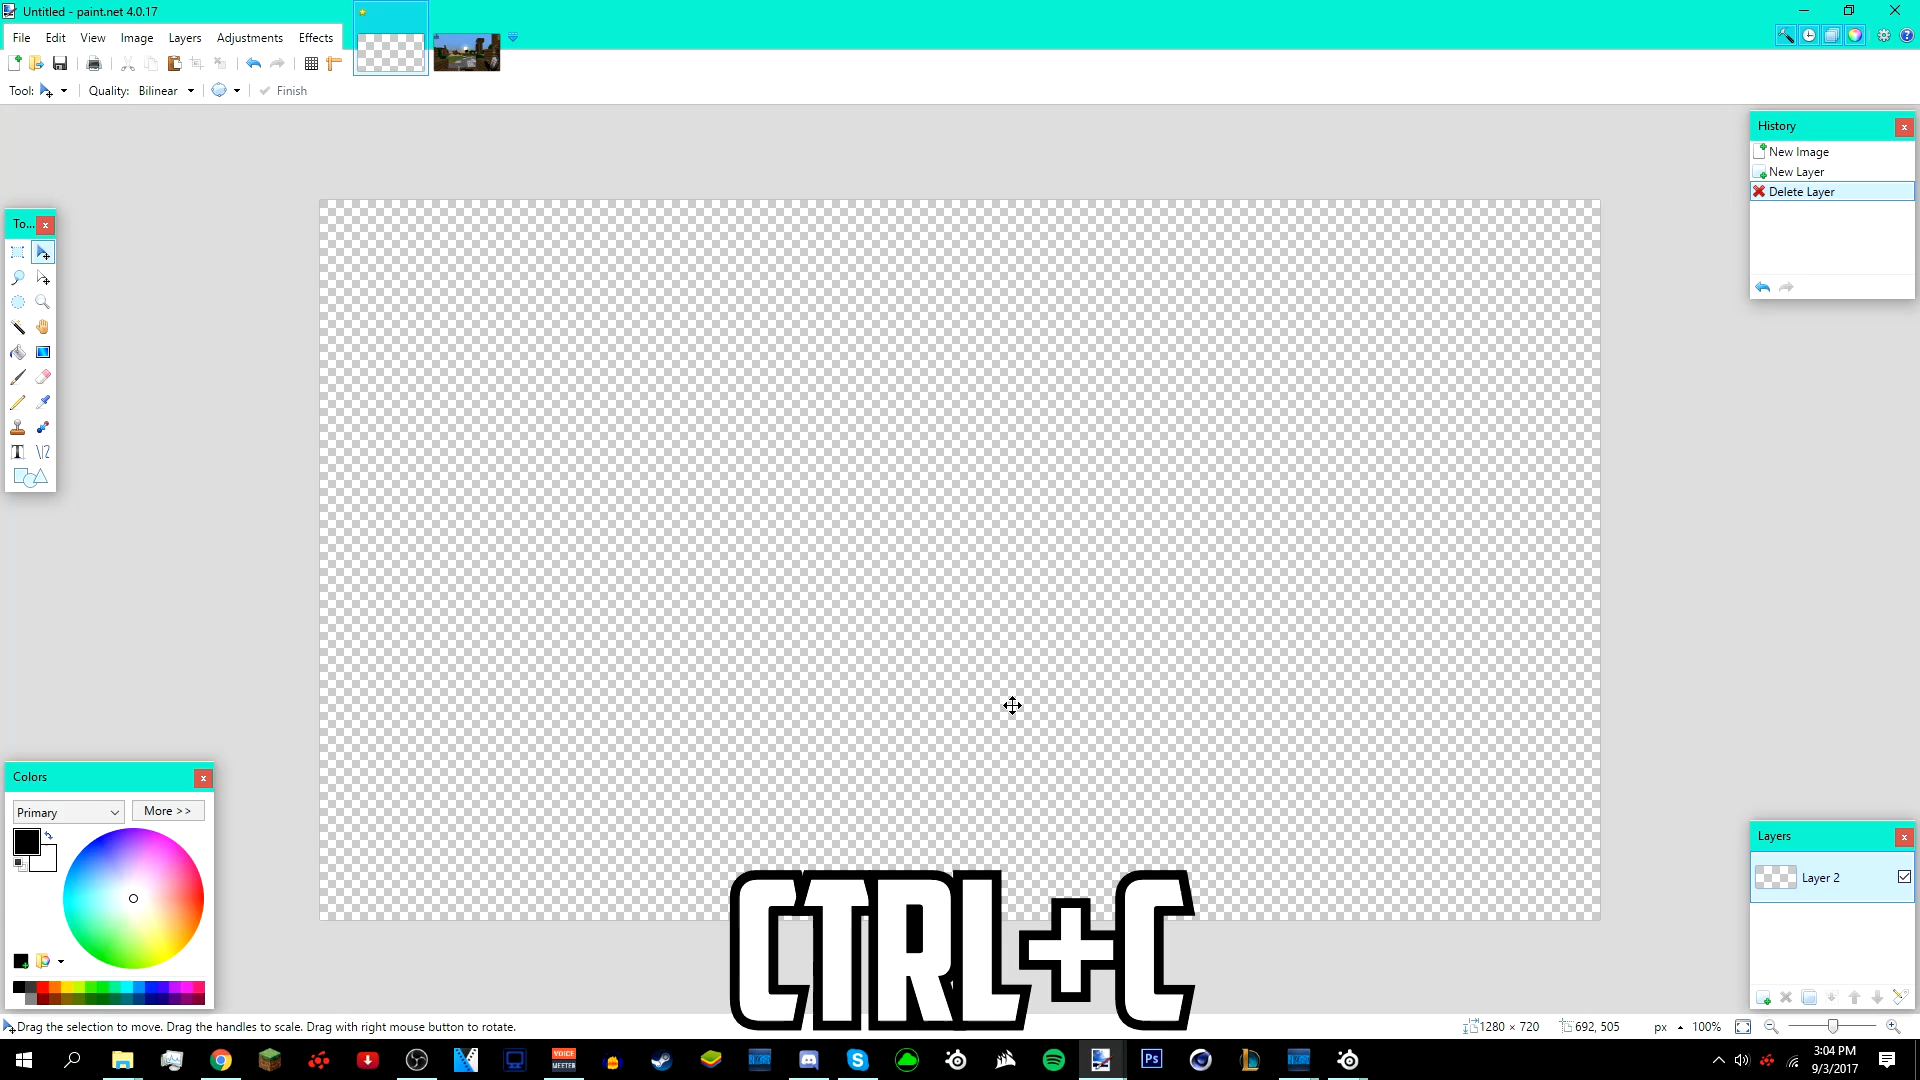 Untitled - paint.net 4.0.17
File Edit View Image Layers Adjustments Effects
Tool: Quality: Bilinear Finish
History
New Image
New Layer
Delete Layer
To...
Colors
Primary More >>
Layers
Layer 2
CTRL+C
Drag the selection to move. Drag the handles to scale. Drag with right mouse button to rotate.
1280 × 720 692, 505 px 100%
VOICE
MEETER
Ps
3:04 PM
9/3/2017